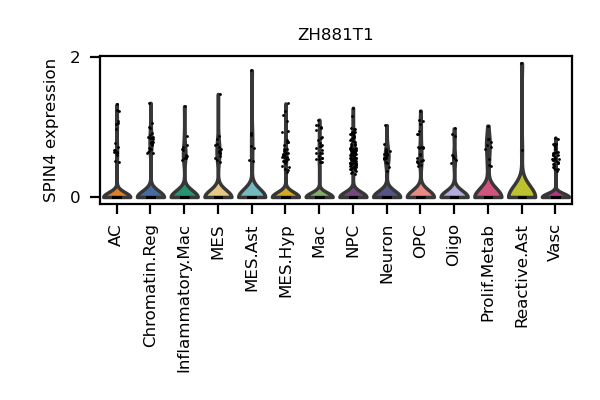 ZH881T1
SPIN4 expression
2
0
AC
Chromatin.Reg
Inflammatory.Mac
MES
MES.Ast
MES.Hyp
Mac
NPC
Neuron
OPC
Oligo
Prolif.Metab
Reactive.Ast
Vasc